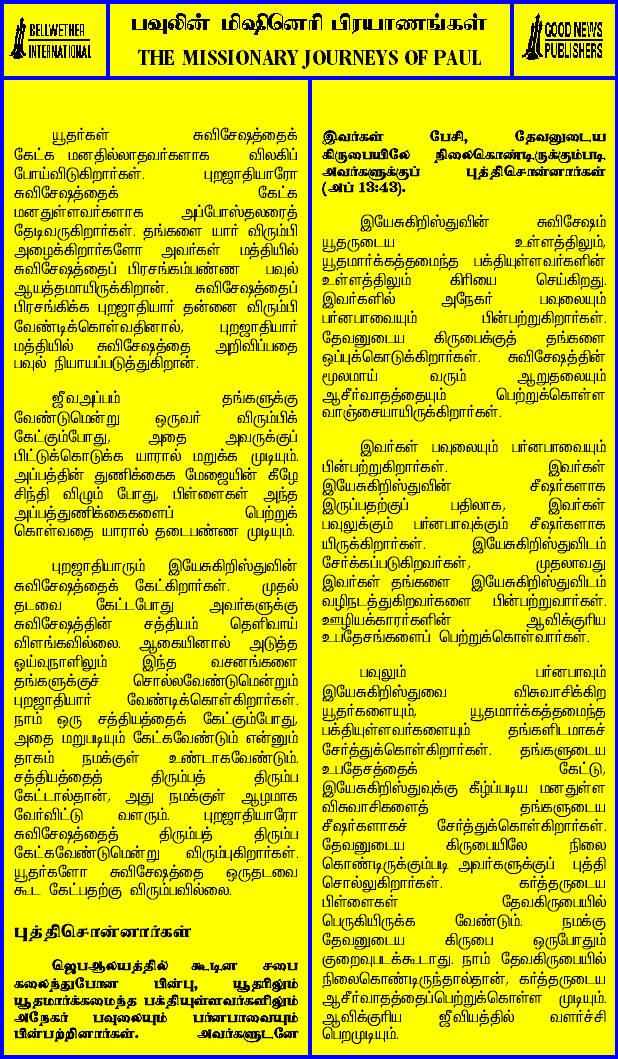 BELLWETHER
INTERNATIONAL
பவுலின் மிஷினெரி பிரயாணங்கள்
THE MISSIONARY JOURNEYS OF PAUL
GOOD NEWS
PUBLISHERS
யூதர்கள் சுவிசேஷத்தைக்
கேட்க மனதில்லாதவர்களாக விலகிப்
போய்விடுகிறார்கள். புறஜாதியாரோ
சுவிசேஷத்தைக் கேட்க
மனதுள்ளவர்களாக அப்போஸ்தலரைத்
தேடிவருகிறார்கள். தங்களை யார் விரும்பி
அழைக்கிறார்களோ அவர்கள் மத்தியில்
சுவிசேஷத்தைப் பிரசங்கம்பண்ண பவுல்
ஆயத்தமாயிருக்கிறான். சுவிசேஷத்தைப்
பிரசங்கிக்க புறஜாதியார் தன்னை விரும்பி
வேண்டிக்கொள்வதினால், புறஜாதியார்
மத்தியில் சுவிசேஷத்தை அறிவிப்பதை
பவுல் நியாயப்படுத்துகிறான்.
ஜீவஅப்பம் தங்களுக்கு
வேண்டுமென்று ஒருவர் விரும்பிக்
கேட்கும்போது, அதை அவருக்குப்
பிட்டுக்கொடுக்க யாரால் மறுக்க முடியும்.
அப்பத்தின் துணிக்கைக மேஜையின் கீழே
சிந்தி விழும் போது, பிள்ளைகள் அந்த
அப்பத்துணிக்கைகளைப் பெற்றுக்
கொள்வதை யாரால் தடைபண்ண முடியும்.
புறஜாதியாரும் இயேசுகிறிஸ்துவின்
சுவிசேஷத்தைக் கேட்கிறார்கள். முதல்
தடவை கேட்டபோது அவர்களுக்கு
சுவிசேஷத்தின் சத்தியம் தெளிவாய்
விளங்கவில்லை. ஆகையினால் அடுத்த
ஓய்வுநாளிலும் இந்த வசனங்களை
தங்களுக்குச் சொல்லவேண்டுமென்றும்
புறஜாதியார் வேண்டிக்கொள்கிறார்கள்.
நாம் ஒரு சத்தியத்தைக் கேட்கும்போது,
அதை மறுபடியும் கேட்கவேண்டும் என்னும்
தாகம் நமக்குள் உண்டாகவேண்டும்.
சத்தியத்தைத் திரும்பத் திரும்ப
கேட்டால்தான், அது நமக்குள் ஆழமாக
வேர்விட்டு வளரும். புறஜாதியாரோ
சுவிசேஷத்தைத் திரும்பத் திரும்ப
கேட்கவேண்டுமென்று விரும்புகிறார்கள்.
யூதர்களோ சுவிசேஷத்தை ஒருதடவை
கூட கேட்பதற்கு விரும்பவில்லை.
புத்திசொன்னார்கள்
ஜெபஆலயத்தில் கூடின சபை
கலைந்துபோன பின்பு, யூதரிலும்
யூதமார்க்கமைந்த பக்தியுள்ளவர்களிலும்
அநேகர் பவுலையும் பர்னபாவையும்
பின்பற்றினார்கள். அவர்களுடனே
இவர்கள் பேசி, தேவனுடைய
கிருபையிலே நிலைகொண்டிருக்கும்படி
அவர்களுக்குப் புத்திசொன்னார்கள்
(அப் 13:43).
இயேசுகிறிஸ்துவின் சுவிசேஷம்
யூதருடைய உள்ளத்திலும்,
யூதமார்க்கத்தமைந்த பக்தியுள்ளவர்களின்
உள்ளத்திலும் கிரியை செய்கிறது.
இவர்களில் அநேகர் பவுலையும்
பர்னபாவையும் பின்பற்றுகிறார்கள்.
தேவனுடைய கிருபைக்குத் தங்களை
ஒப்புக்கொடுக்கிறார்கள். சுவிசேஷத்தின்
மூலமாய் வரும் ஆறுதலையும்
ஆசீர்வாதத்தையும் பெற்றுக்கொள்ள
வாஞ்சையாயிருக்கிறார்கள்.
இவர்கள் பவுலையும் பர்னபாவையும்
பின்பற்றுகிறார்கள். இவர்கள்
இயேசுகிறிஸ்துவின் சீஷர்களாக
இருப்பதற்குப் பதிலாக, இவர்கள்
பவுலுக்கும் பர்னபாவுக்கும் சீஷர்களாக
யிருக்கிறார்கள். இயேசுகிறிஸ்துவிடம்
சேர்க்கப்படுகிறவர்கள், முதலாவது
இவர்கள் தங்களை இயேசுகிறிஸ்துவிடம்
வழிநடத்துகிறவர்களை பின்பற்றுவார்கள்.
ஊழியக்காரர்களின் ஆவிக்குரிய
உபதேசங்களைப் பெற்றுக்கொள்வார்கள்.
பவுலும் பர்னபாவும்
இயேசுகிறிஸ்துவை விசுவாசிக்கிற
யூதர்களையும், யூதமார்க்கத்தமைந்த
பக்தியுள்ளவர்களையும் தங்களிடமாகச்
சேர்த்துக்கொள்கிறார்கள். தங்களுடைய
உபதேசத்தைக் கேட்டு,
இயேசுகிறிஸ்துவுக்கு கீழ்ப்படிய மனதுள்ள
விசுவாசிகளைத் தங்களுடைய
சீஷர்களாகச் சேர்த்துக்கொள்கிறார்கள்.
தேவனுடைய கிருபையிலே நிலை
கொண்டிருக்கும்படி அவர்களுக்குப் புத்தி
சொல்லுகிறார்கள். கர்த்தருடைய
பிள்ளைகள் தேவகிருபையில்
பெருகியிருக்க வேண்டும். நமக்கு
தேவனுடைய கிருபை ஒருபோதும்
குறைவுபடக்கூடாது. நாம் தேவகிருபையில்
நிலைகொண்டிருந்தால்தான், கர்த்தருடைய
ஆசீர்வாதத்தைப்பெற்றுக்கொள்ள முடியும்.
ஆவிக்குரிய ஜீவியத்தில் வளர்ச்சி
பெறமுடியும்.